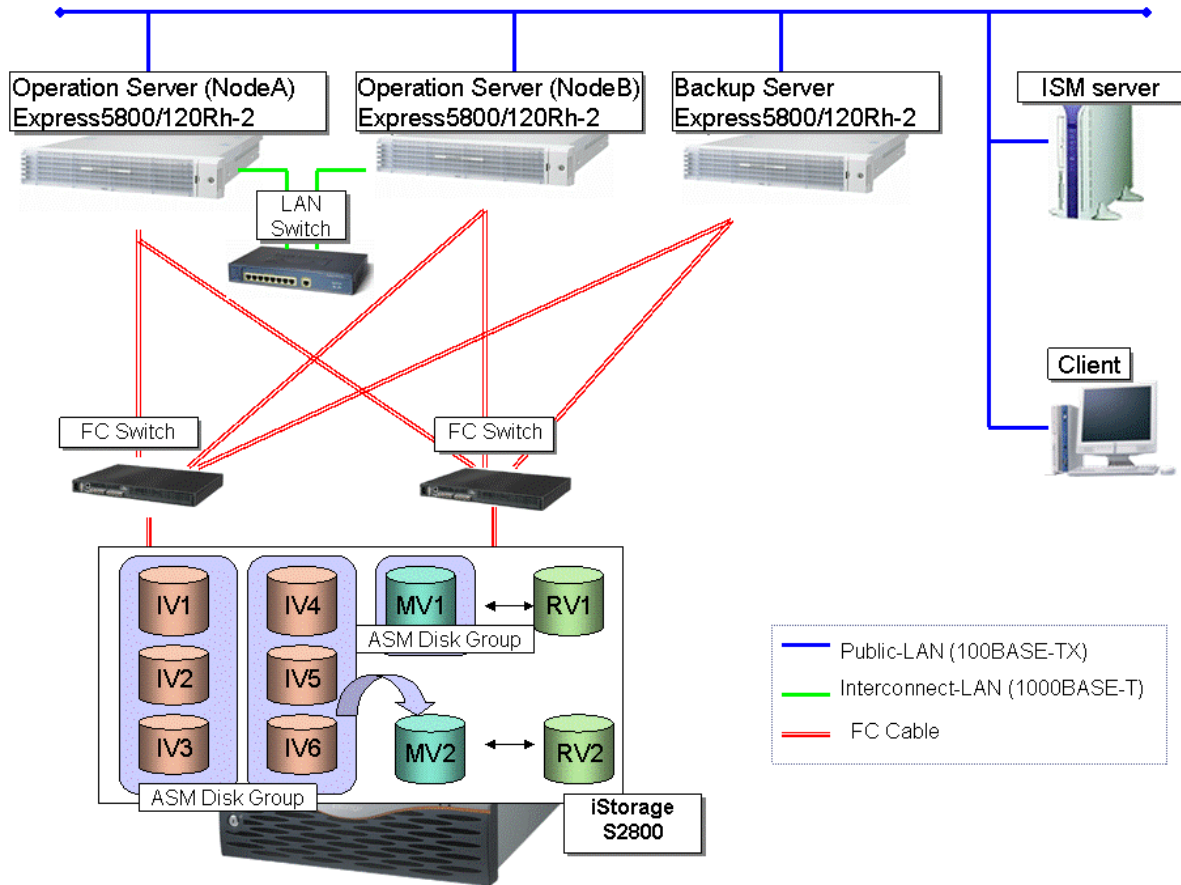 Operation Server (NodeA)
Express5800/120Rh-2
Operation Server (NodeB)
Express5800/120Rh-2
Backup Server
Express5800/120Rh-2
ISM server
LAN
Switch
Client
FC Switch
FC Switch
IV1
IV4
MV1
RV1
ASM Disk Group
IV2
IV5
IV3
IV6
MV2
RV2
ASM Disk Group
iStorage
S2800
Public-LAN (100BASE-TX)
Interconnect-LAN (1000BASE-T)
FC Cable